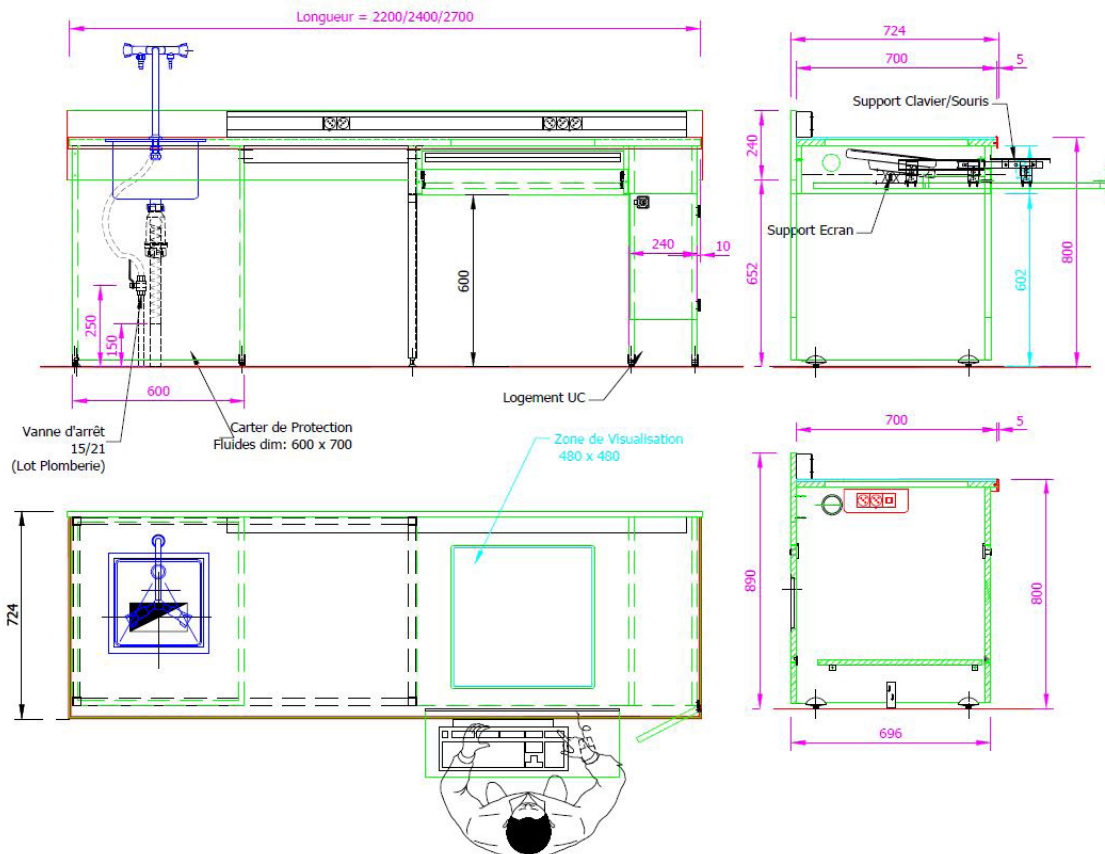 Longueur = 2200/2400/2700
724
700
5
Support Clavier/Souris
240
652
Support Ecran
602
800
240
10
600
250
150
600
Logement UC
Vanne d'arrêt
15/21
(Lot Plomberie)
Carter de Protection
Fluides dim: 600 x 700
Zone de Visualisation
480 x 480
700
5
724
890
800
696